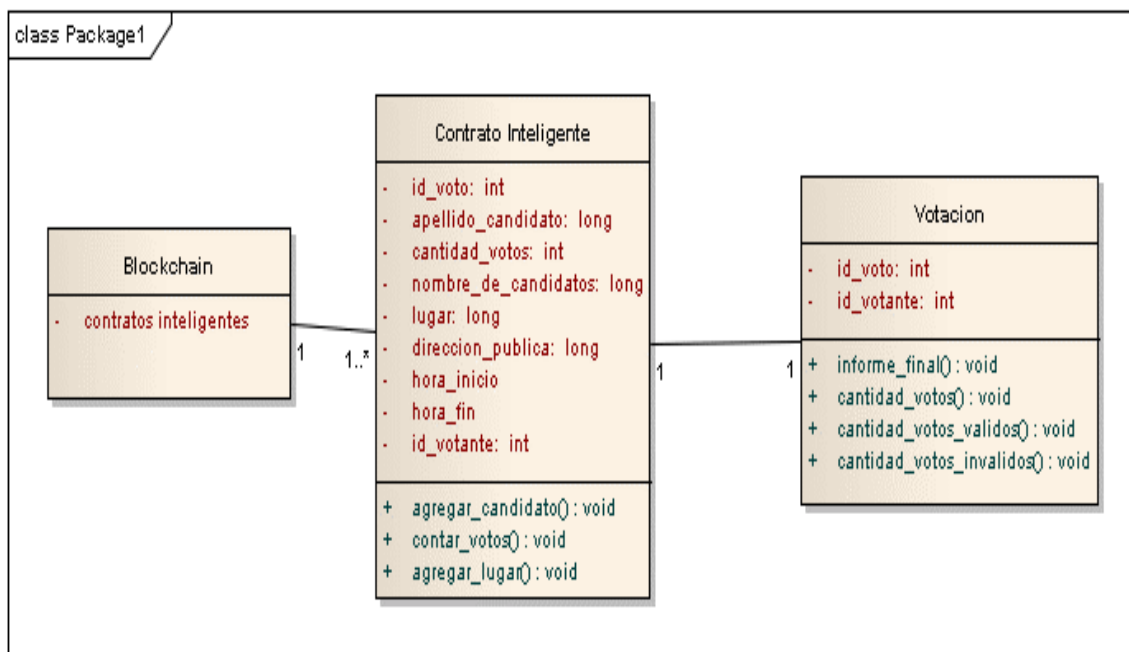 class Package1
Blockchain
- contratos inteligentes
1
1..*
Contrato Inteligente
- id_voto: int
- apellido_candidato: long
- cantidad_votos: int
- nombre_de_candidatos: long
- lugar: long
- direccion_publica: long
- hora_inicio
- hora_fin
- id_votante: int
+ agregar_candidato() : void
+ contar_votos() : void
+ agregar_lugar() : void
1
1
Votacion
- id_voto: int
- id_votante: int
+ informe_final() : void
+ cantidad_votos() : void
+ cantidad_votos_validos() : void
+ cantidad_votos_invalidos() : void